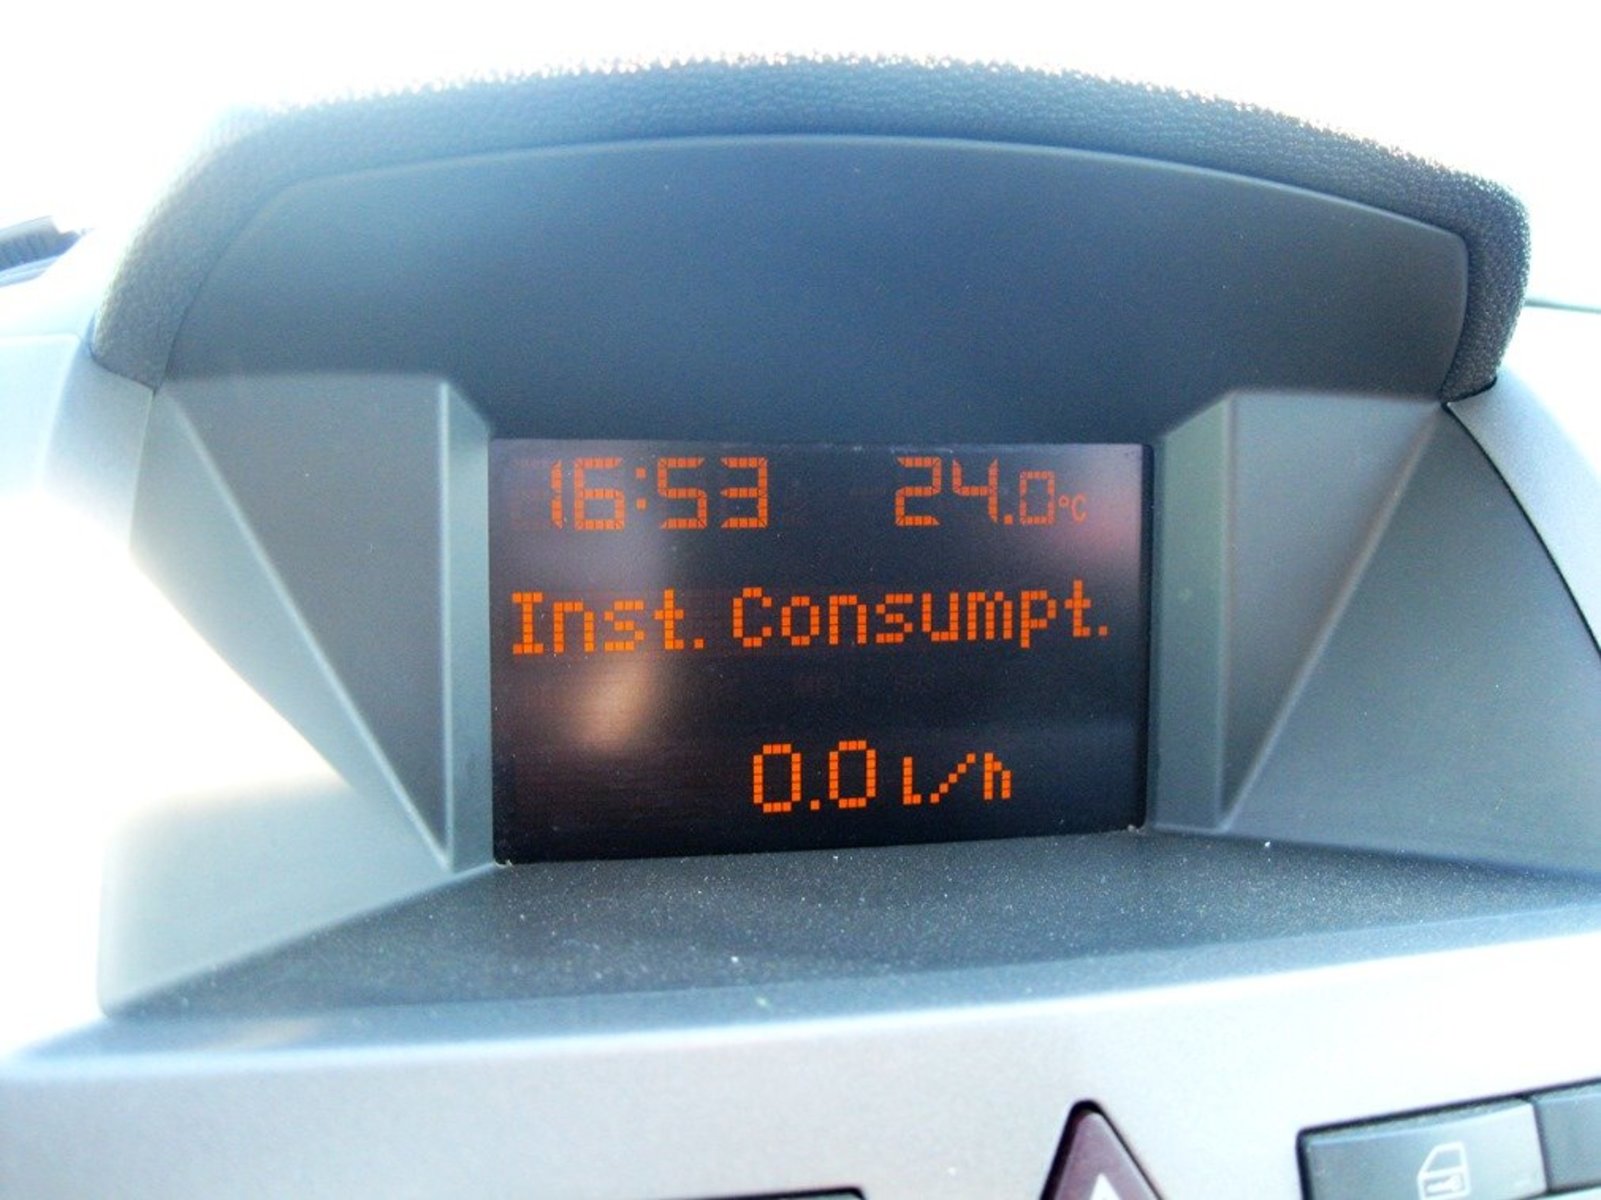 16:53 24.0°C
Inst. Consumpt.
0.0 l/h